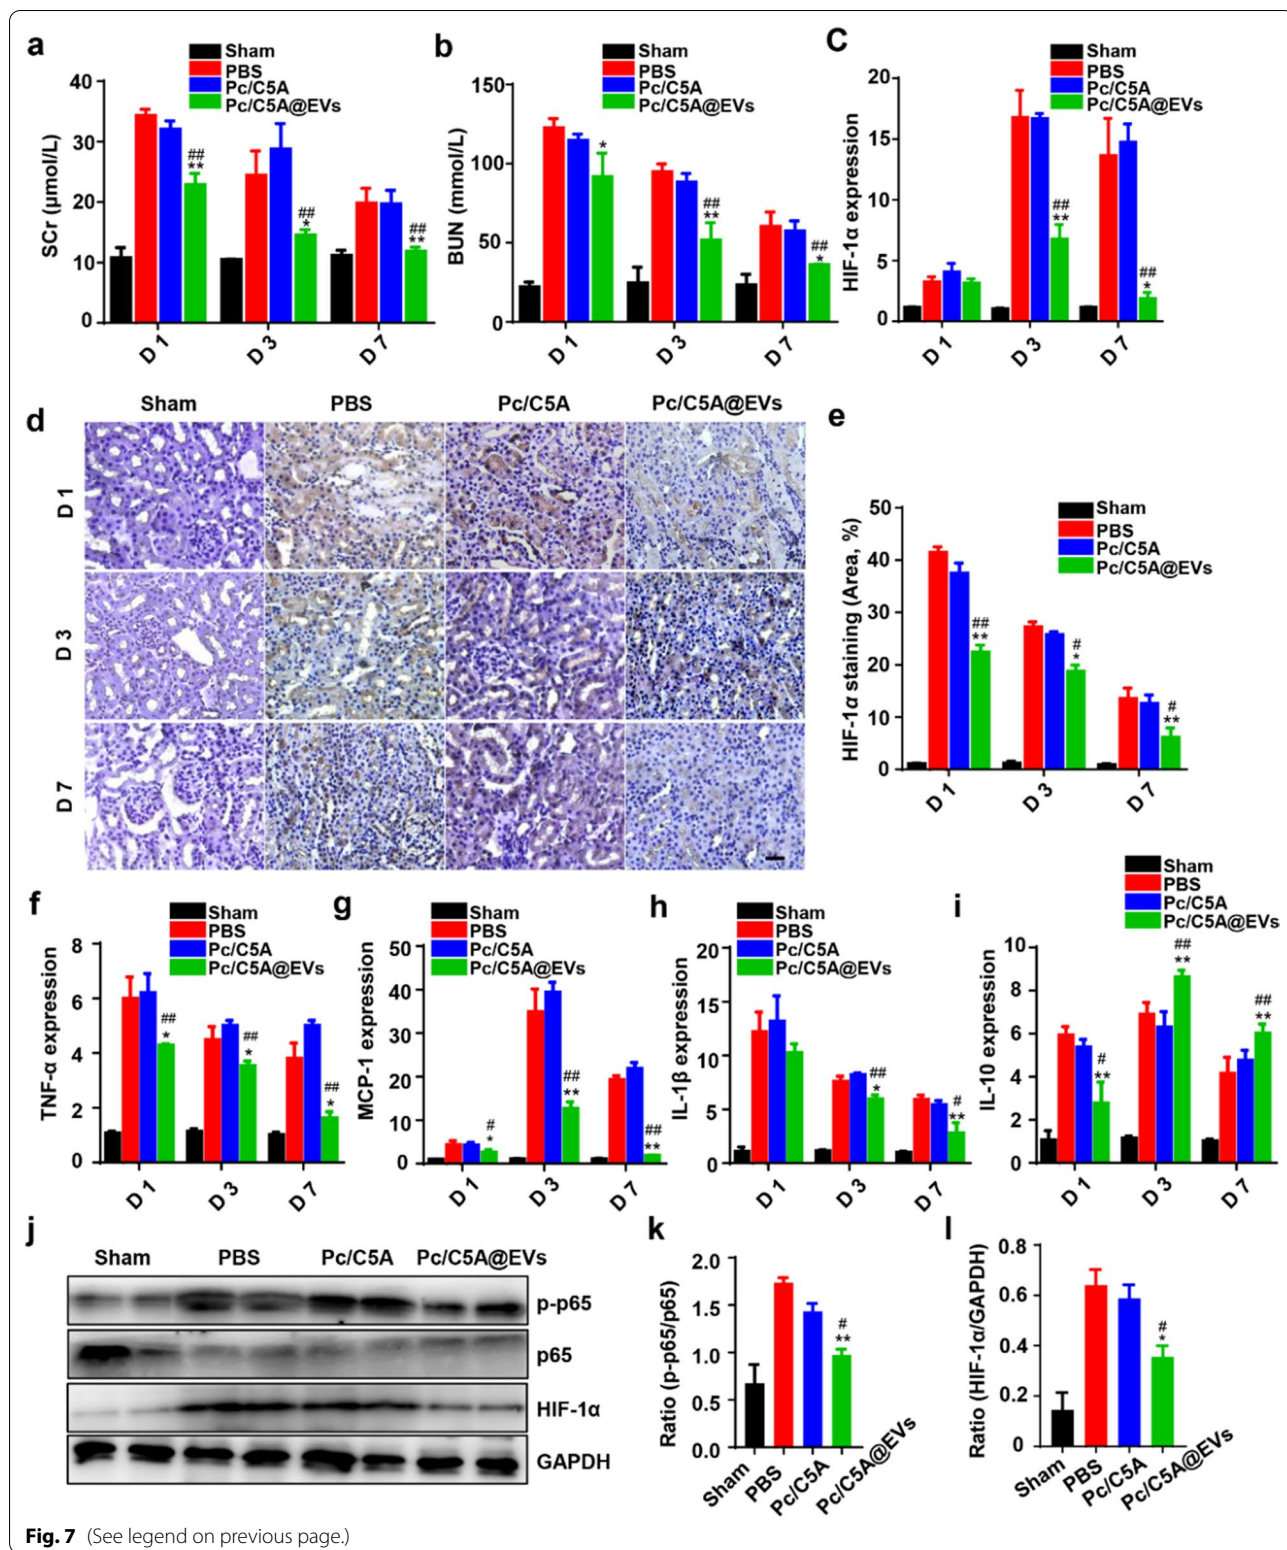 a
Sham
PBS
Pc/C5A
Pc/C5A@EVs
SCr (μmol/L)
40
30
20
10
0
##
**
##
*
##
**
D 1
D 3
D 7
b
Sham
PBS
Pc/C5A
Pc/C5A@EVs
BUN (mmol/L)
150
100
50
0
*
##
**
##
*
D 1
D 3
D 7
C
Sham
PBS
Pc/C5A
Pc/C5A@EVs
HIF-1α expression
20
15
10
5
0
##
**
##
*
D 1
D 3
D 7
d
Sham
PBS
Pc/C5A
Pc/C5A@EVs
D 1
D 3
D 7
e
Sham
PBS
Pc/C5A
Pc/C5A@EVs
HIF-1α staining (Area, %)
50
40
30
20
10
0
##
**
#
*
#
**
D 1
D 3
D 7
f
Sham
PBS
Pc/C5A
Pc/C5A@EVs
TNF-α expression
8
6
4
2
0
##
*
##
*
##
*
D 1
D 3
D 7
g
Sham
PBS
Pc/C5A
Pc/C5A@EVs
MCP-1 expression
50
40
30
20
10
0
#
*
##
**
##
**
D 1
D 3
D 7
h
Sham
PBS
Pc/C5A
Pc/C5A@EVs
IL-1β expression
20
15
10
5
0
##
*
#
**
D 1
D 3
D 7
i
Sham
PBS
Pc/C5A
Pc/C5A@EVs
IL-10 expression
10
8
6
4
2
0
#
**
##
**
##
**
D 1
D 3
D 7
j
Sham
PBS
Pc/C5A
Pc/C5A@EVs
p-p65
p65
HIF-1α
GAPDH
k
Ratio (p-p65/p65)
2.0
1.5
1.0
0.5
0.0
#
**
Sham
PBS
Pc/C5A
Pc/C5A@EVs
l
Ratio (HIF-1α/GAPDH)
0.8
0.6
0.4
0.2
0
#
*
Sham
PBS
Pc/C5A
Pc/C5A@EVs
Fig. 7 (See legend on previous page.)